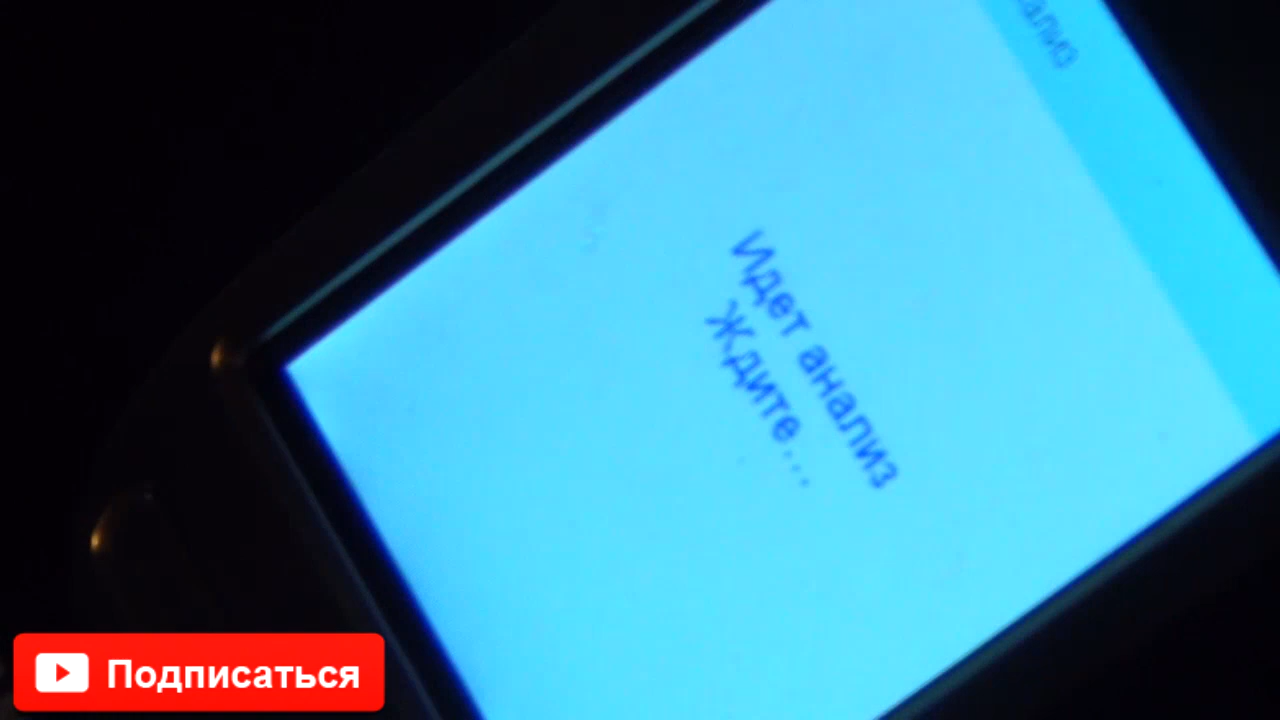 Идет анализ
Ждите...
Подписаться